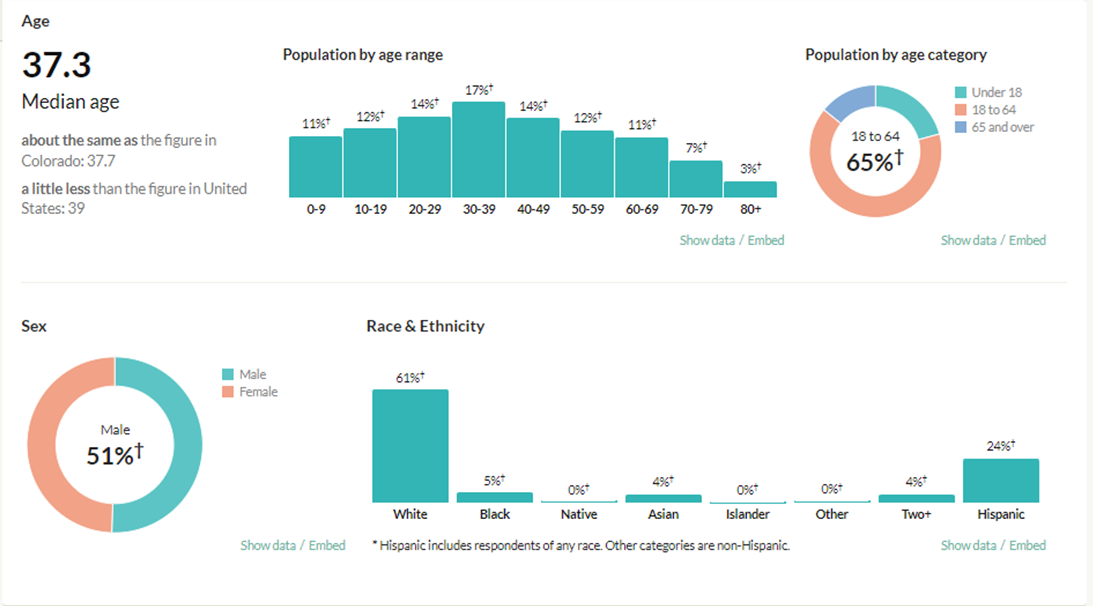 Age
37.3
Median age
about the same as the figure in
Colorado: 37.7
a little less than the figure in United
States: 39
Population by age range
11%†
12%†
14%†
17%†
14%†
12%†
11%†
7%†
3%†
0-9
10-19
20-29
30-39
40-49
50-59
60-69
70-79
80+
Show data / Embed
Population by age category
18 to 64
65%†
Under 18
18 to 64
65 and over
Show data / Embed
Sex
Male
51%†
Male
Female
Show data / Embed
Race & Ethnicity
61%†
5%†
0%†
4%†
0%†
0%†
4%†
24%†
White
Black
Native
Asian
Islander
Other
Two+
Hispanic
* Hispanic includes respondents of any race. Other categories are non-Hispanic.
Show data / Embed